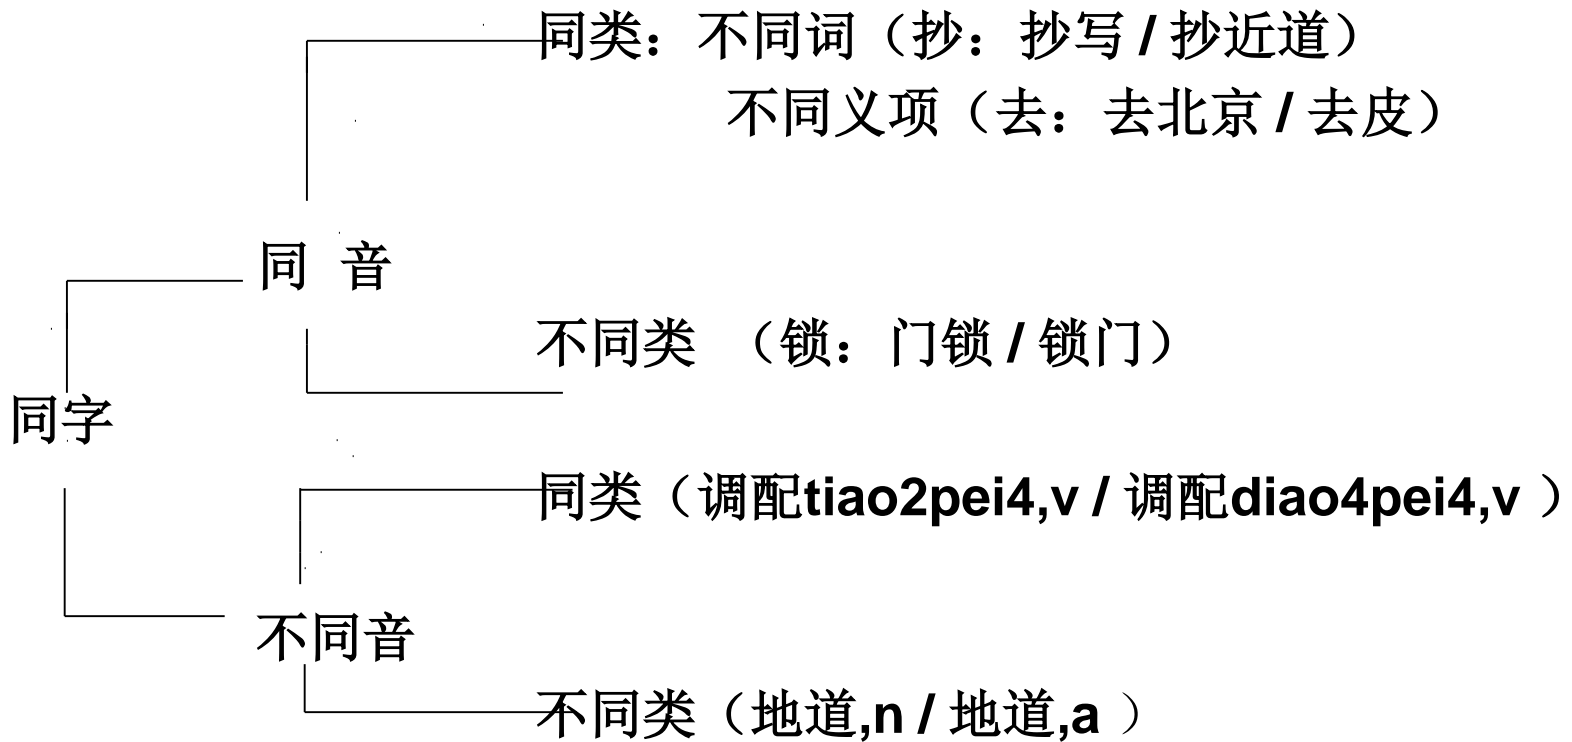 同类：不同词（抄：抄写 / 抄近道）
不同义项（去：去北京 / 去皮）
同 音
不同类 （锁：门锁 / 锁门）
同字
同类（调配tiao2pei4,v / 调配diao4pei4,v ）
不同音
不同类（地道,n / 地道,a ）